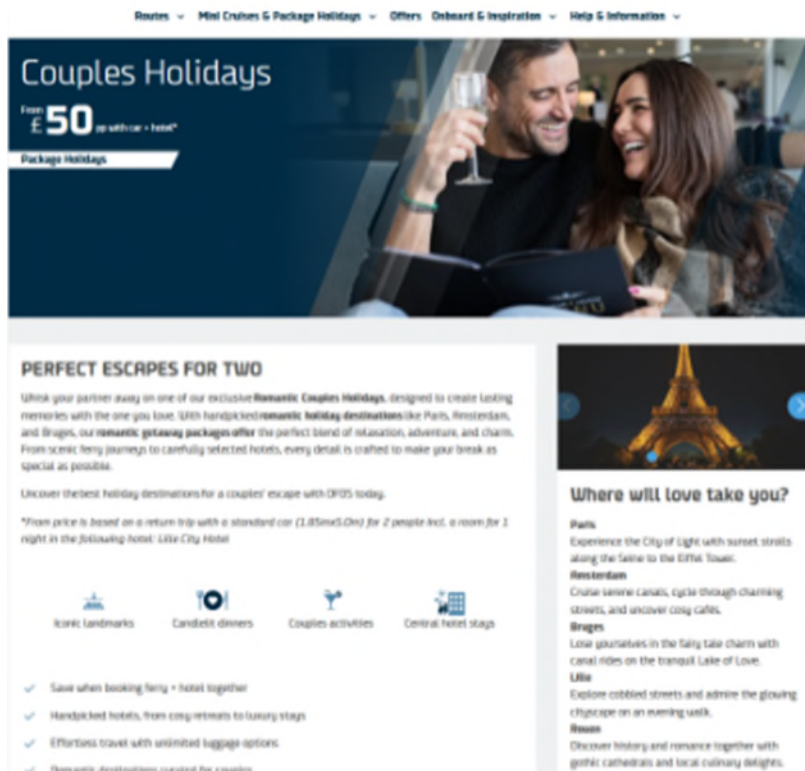 Routes Mini Cruises & Package Holidays Offers Onboard & Inspiration Help & Information
Couples Holidays
From
£50 pp with car + hotel*
Package Holidays
PERFECT ESCAPES FOR TWO
Whisk your partner away on one of our exclusive Romantic Couples Holidays, designed to create lasting
memories with the one you love. With handpicked romantic holiday destinations like Paris, Amsterdam,
and Bruges, our romantic getaway packages offer the perfect blend of relaxation, adventure, and charm.
From scenic ferry journeys to carefully selected hotels, every detail is crafted to make your break as
special as possible.
Uncover the best holiday destinations for a couples' escape with DFDS today.
*From price is based on a return trip with a standard car (1.85mx5.0m) for 2 people incl. a room for 1
night in the following hotel: Lille City Hotel
Iconic landmarks
Candlelit dinners
Couples activities
Central hotel stays
Save when booking ferry + hotel together
Handpicked hotels, from cosy retreats to luxury stays
Effortless travel with unlimited luggage options
Romantic destinations curated for couples
Where will love take you?
Paris
Experience the City of Light with sunset strolls
along the Seine to the Eiffel Tower.
Amsterdam
Cruise serene canals, cycle through charming
streets, and uncover cosy cafés.
Bruges
Lose yourselves in the fairy tale charm with
canal rides on the tranquil Lake of Love.
Lille
Explore cobbled streets and admire the glowing
cityscape on an evening walk.
Rouen
Discover history and romance together with
gothic cathedrals and local culinary delights.